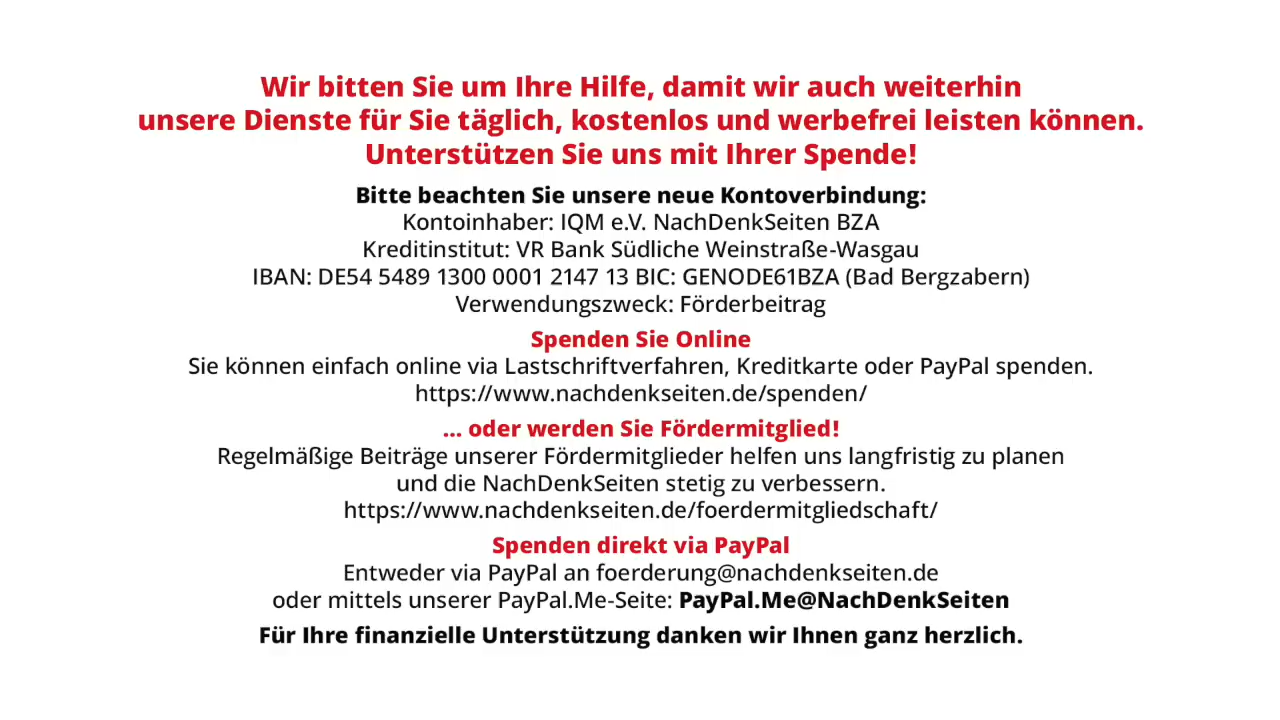 Wir bitten Sie um Ihre Hilfe, damit wir auch weiterhin
unsere Dienste für Sie täglich, kostenlos und werbefrei leisten können.
Unterstützen Sie uns mit Ihrer Spende!
Bitte beachten Sie unsere neue Kontoverbindung:
Kontoinhaber: IQM e.V. NachDenkSeiten BZA
Kreditinstitut: VR Bank Südliche Weinstraße-Wasgau
IBAN: DE54 5489 1300 0001 2147 13 BIC: GENODE61BZA (Bad Bergzabern)
Verwendungszweck: Förderbeitrag
Spenden Sie Online
Sie können einfach online via Lastschriftverfahren, Kreditkarte oder PayPal spenden.
https://www.nachdenkseiten.de/spenden/
... oder werden Sie Fördermitglied!
Regelmäßige Beiträge unserer Fördermitglieder helfen uns langfristig zu planen
und die NachDenkSeiten stetig zu verbessern.
https://www.nachdenkseiten.de/foerdermitgliedschaft/
Spenden direkt via PayPal
Entweder via PayPal an foerderung@nachdenkseiten.de
oder mittels unserer PayPal.Me-Seite: PayPal.Me@NachDenkSeiten
Für Ihre finanzielle Unterstützung danken wir Ihnen ganz herzlich.